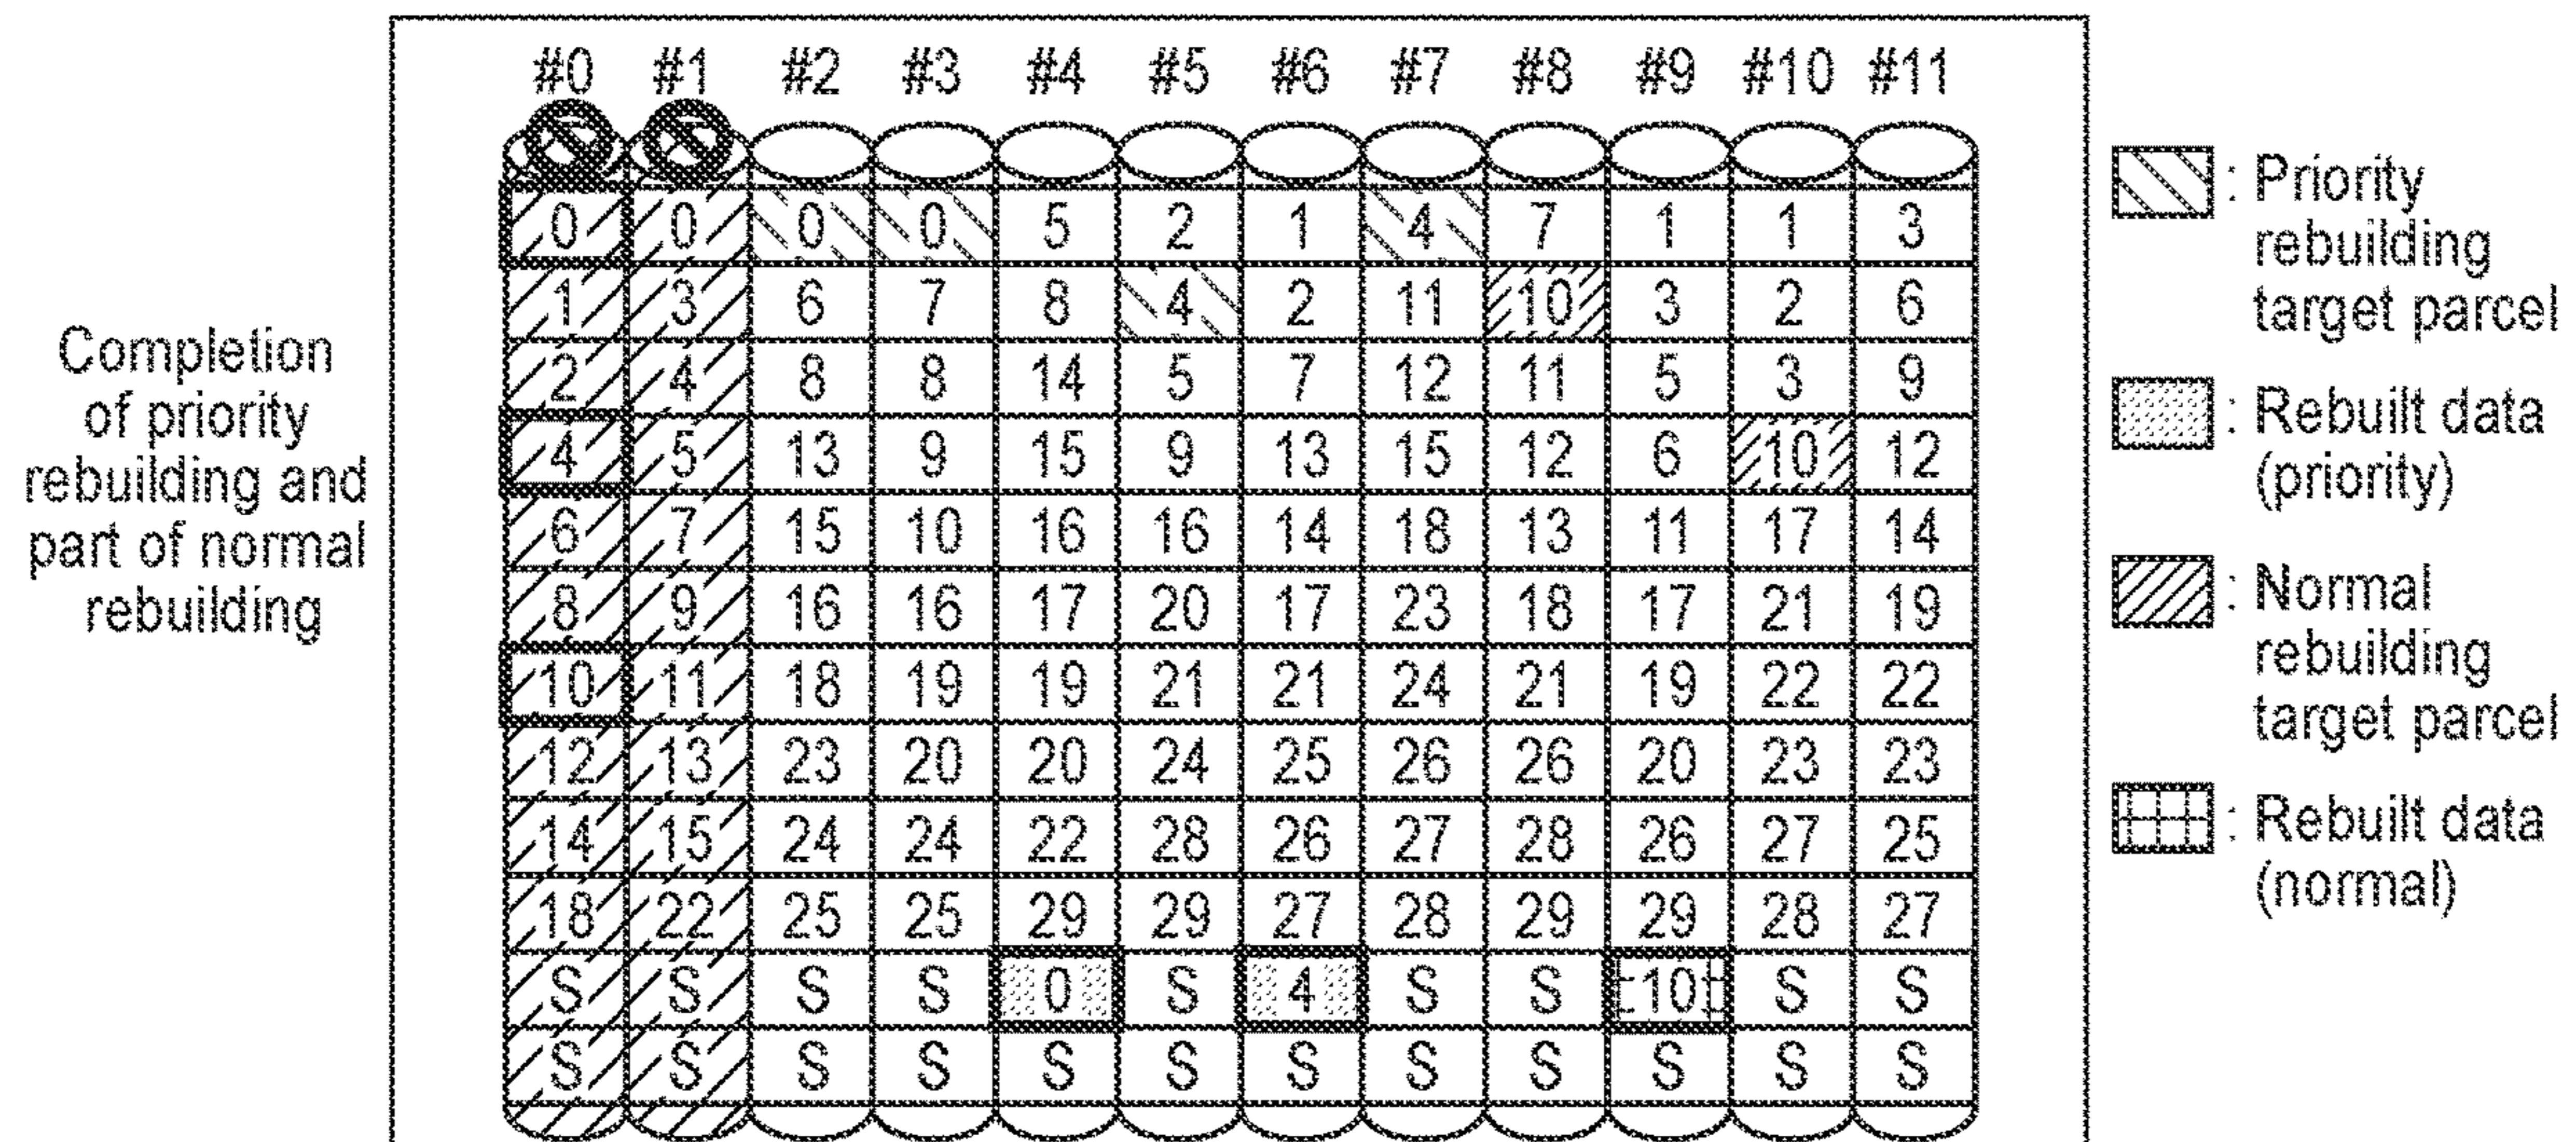 #0 #1 #2 #3 #4 #5 #6 #7 #8 #9 #10 #11
0 0 0 0 5 2 1 4 7 1 1 3
1 3 6 7 8 4 2 11 10 3 2 6
2 4 8 8 14 5 7 12 11 5 3 9
4 5 13 9 15 9 13 15 12 6 10 12
6 7 15 10 16 16 14 18 13 11 17 14
8 9 16 16 17 20 17 23 18 17 21 19
10 11 18 19 19 21 21 24 21 19 22 22
12 13 23 20 20 24 25 26 26 20 23 23
14 15 24 24 22 28 26 27 28 26 27 25
18 22 25 25 29 29 27 28 29 29 28 27
S S S S 0 S 4 S S 10 S S
S S S S S S S S S S S S
Completion
of priority
rebuilding and
part of normal
rebuilding
: Priority
rebuilding
target parcel
: Rebuilt data
(priority)
: Normal
rebuilding
target parcel
: Rebuilt data
(normal)